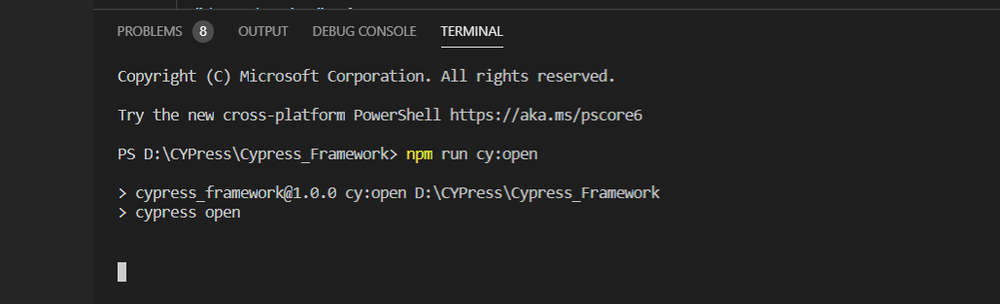 PROBLEMS 8 OUTPUT DEBUG CONSOLE TERMINAL
Copyright (C) Microsoft Corporation. All rights reserved.
Try the new cross-platform PowerShell https://aka.ms/pscore6
PS D:\CYPress\Cypress_Framework> npm run cy:open
> cypress_framework@1.0.0 cy:open D:\CYPress\Cypress_Framework
> cypress open